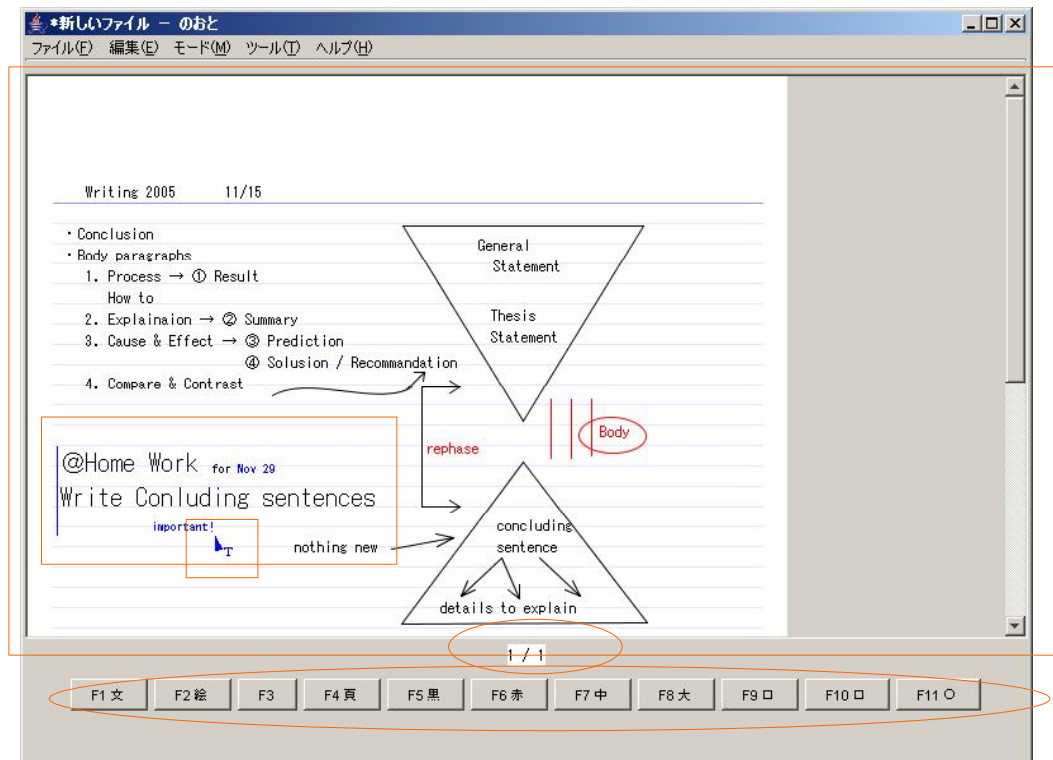 *新しいファイル － のおと
ファイル(F) 編集(E) モード(M) ツール(T) ヘルプ(H)
Writing 2005 11/15
・Conclusion
・Body paragraphs
1. Process → ① Result
How to
2. Explainaion → ② Summary
3. Cause & Effect → ③ Prediction
④ Solusion / Recommandation
4. Compare & Contrast
General
Statement
Thesis
Statement
rephase
Body
@Home Work for Nov 29
Write Conluding sentences
important!
T
nothing new
concluding
sentence
details to explain
1 / 1
F1 文 F2 絵 F3 F4 頁 F5 黒 F6 赤 F7 中 F8 大 F9 ロ F10 ロ F11 〇